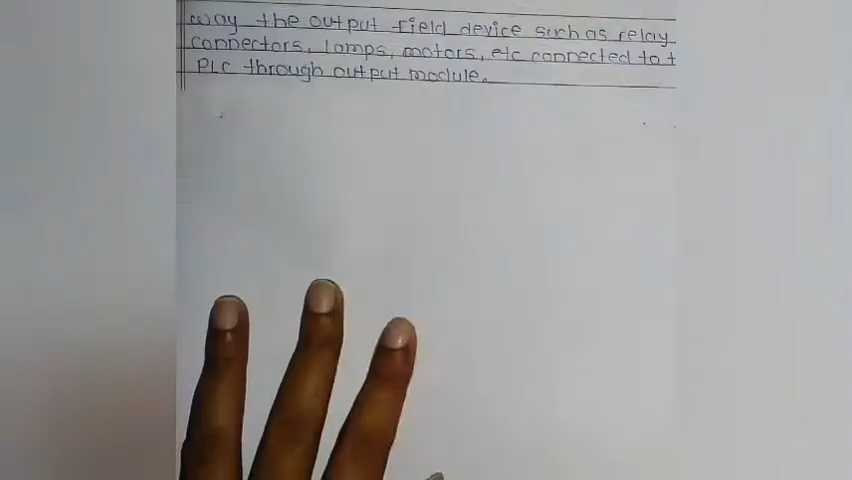 way the output field device such as relay
connectors, lamps, motors, etc connected to t
PLC through output module.